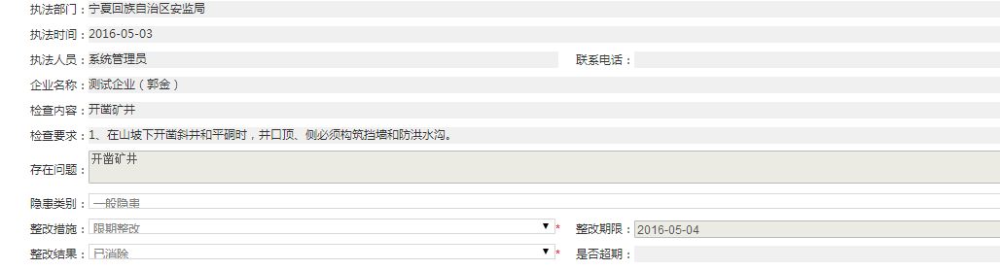 执法部门：宁夏回族自治区安监局
执法时间：2016-05-03
执法人员：系统管理员 联系电话：
企业名称：测试企业（郭金）
检查内容：开凿矿井
检查要求：1、在山坡下开凿斜井和平硐时，井口顶、侧必须构筑挡墙和防洪水沟。
存在问题：开凿矿井
隐患类别：一般隐患
整改措施：限期整改 * 整改期限：2016-05-04
整改结果：已消除 * 是否超期：